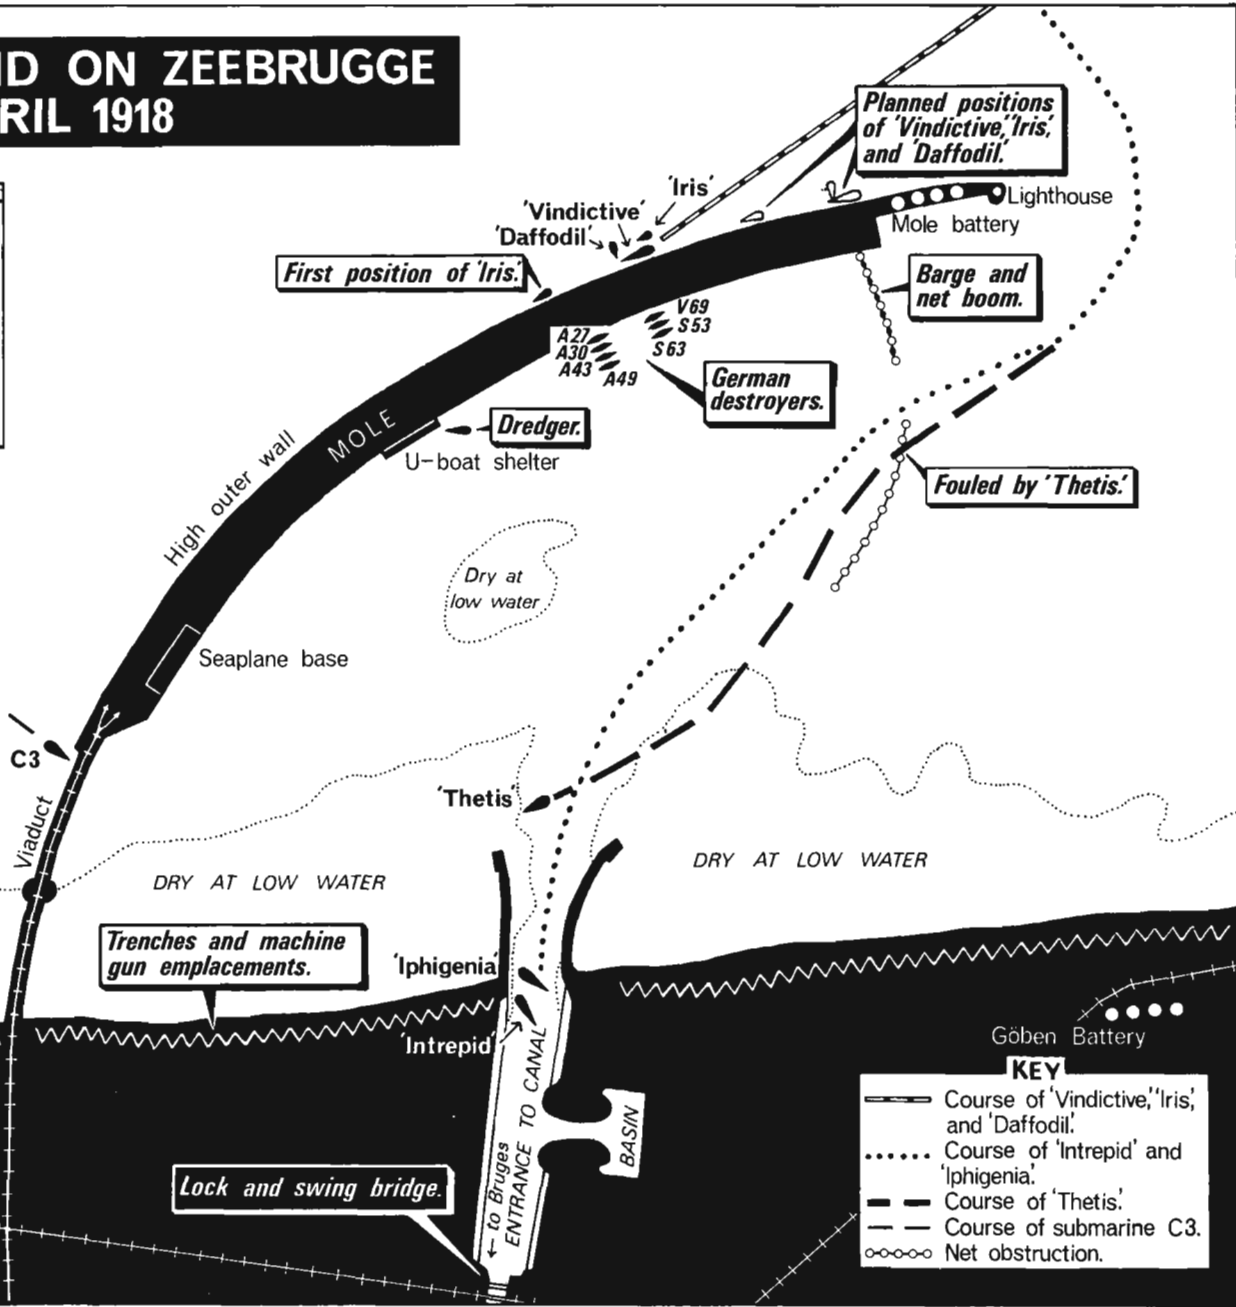 ID ON ZEEBRUGGE
RIL 1918
Planned positions
of 'Vindictive,' 'Iris,'
and 'Daffodil.'
'Iris'
'Vindictive'
'Daffodil'
Lighthouse
Mole battery
First position of 'Iris.'
Barge and
net boom.
V69
S53
S63
A27
A30
A43
A49
German
destroyers.
MOLE
Dredger.
U-boat shelter
High outer wall
Fouled by 'Thetis.'
Dry at
low water
Seaplane base
C3
Viaduct
'Thetis'
DRY AT LOW WATER
DRY AT LOW WATER
Trenches and machine
gun emplacements.
'Iphigenia'
'Intrepid'
Göben Battery
ENTRANCE TO CANAL
← to Bruges
BASIN
Lock and swing bridge.
KEY
Course of 'Vindictive,' 'Iris,'
and 'Daffodil.'
Course of 'Intrepid' and
'Iphigenia.'
Course of 'Thetis.'
Course of submarine C3.
Net obstruction.